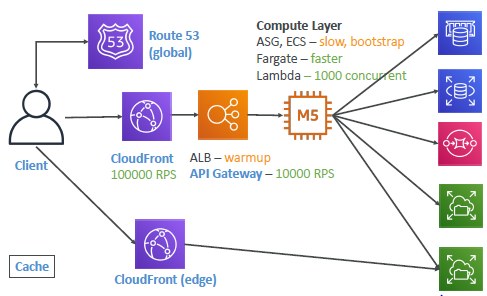 Compute Layer
ASG, ECS – slow, bootstrap
Fargate – faster
Lambda – 1000 concurrent
53
Route 53
(global)
M5
Client
CloudFront
100000 RPS
ALB – warmup
API Gateway – 10000 RPS
Cache
CloudFront (edge)